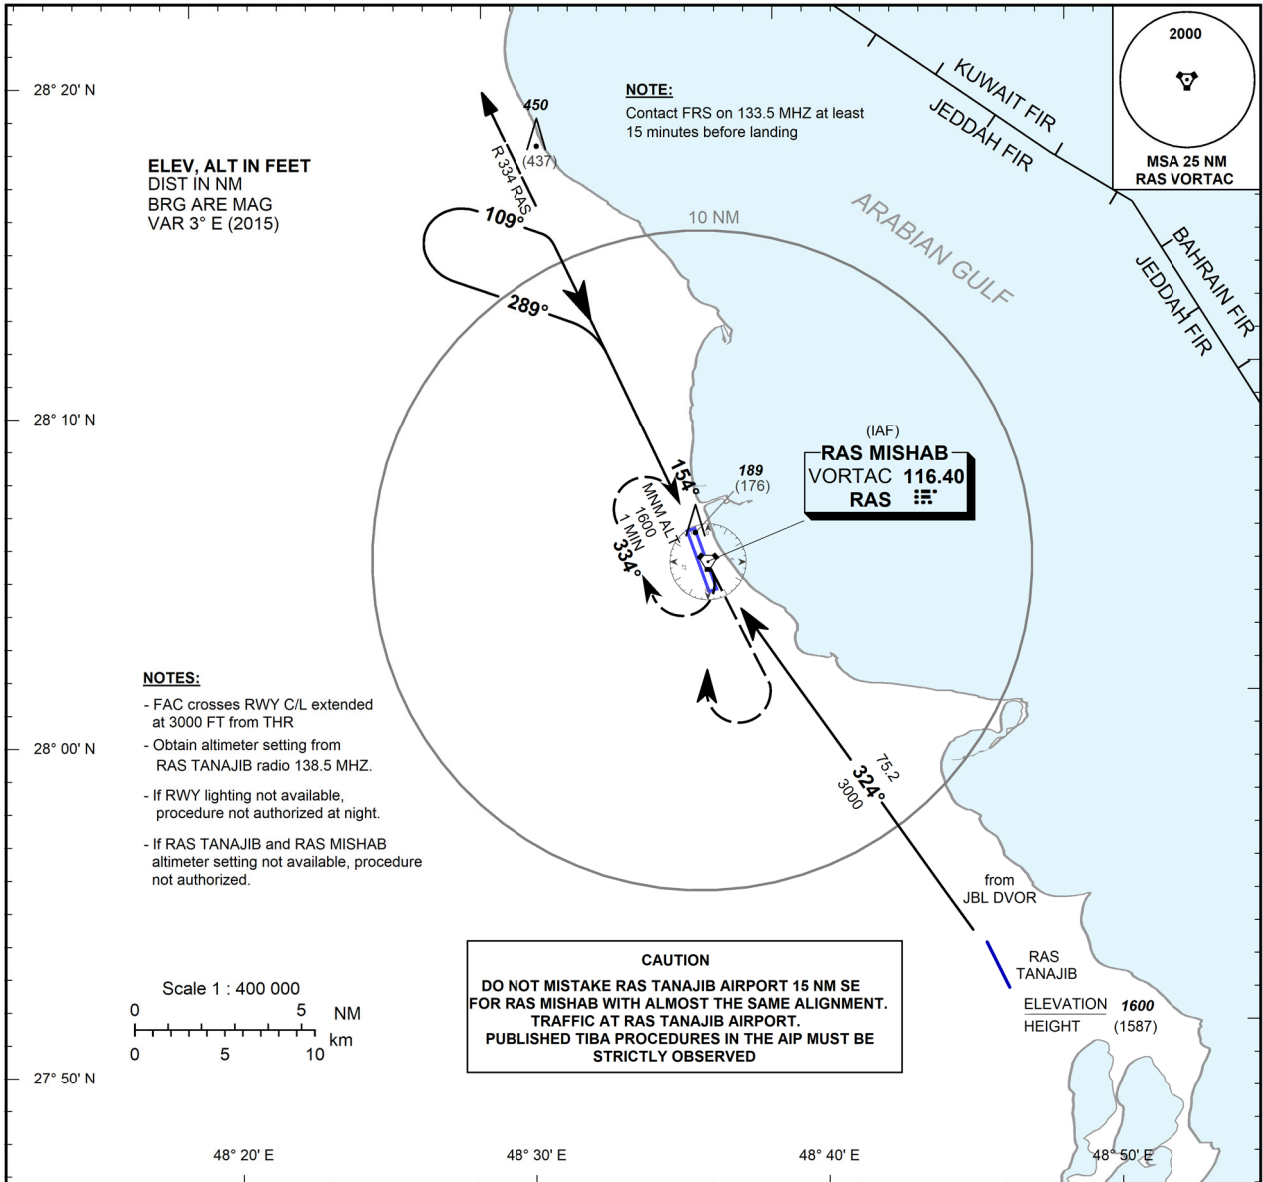 2000
MSA 25 NM
RAS VORTAC
28° 20' N
450
(437)
R 334 RAS
NOTE:
Contact FRS on 133.5 MHZ at least
15 minutes before landing
KUWAIT FIR
JEDDAH FIR
ELEV, ALT IN FEET
DIST IN NM
BRG ARE MAG
VAR 3° E (2015)
109°
10 NM
ARABIAN GULF
BAHRAIN FIR
JEDDAH FIR
289°
28° 10' N
(IAF)
RAS MISHAB
VORTAC 116.40
RAS
154°
189
(176)
MNM ALT
1600
1 MIN
334°
NOTES:
- FAC crosses RWY C/L extended
at 3000 FT from THR
- Obtain altimeter setting from
RAS TANAJIB radio 138.5 MHZ.
- If RWY lighting not available,
procedure not authorized at night.
- If RAS TANAJIB and RAS MISHAB
altimeter setting not available, procedure
not authorized.
28° 00' N
75.2
324°
3000
from
JBL DVOR
RAS
TANAJIB
ELEVATION 1600
HEIGHT (1587)
CAUTION
DO NOT MISTAKE RAS TANAJIB AIRPORT 15 NM SE
FOR RAS MISHAB WITH ALMOST THE SAME ALIGNMENT.
TRAFFIC AT RAS TANAJIB AIRPORT.
PUBLISHED TIBA PROCEDURES IN THE AIP MUST BE
STRICTLY OBSERVED
Scale 1 : 400 000
0 5 NM
0 5 10 km
27° 50' N
48° 20' E
48° 30' E
48° 40' E
48° 50' E